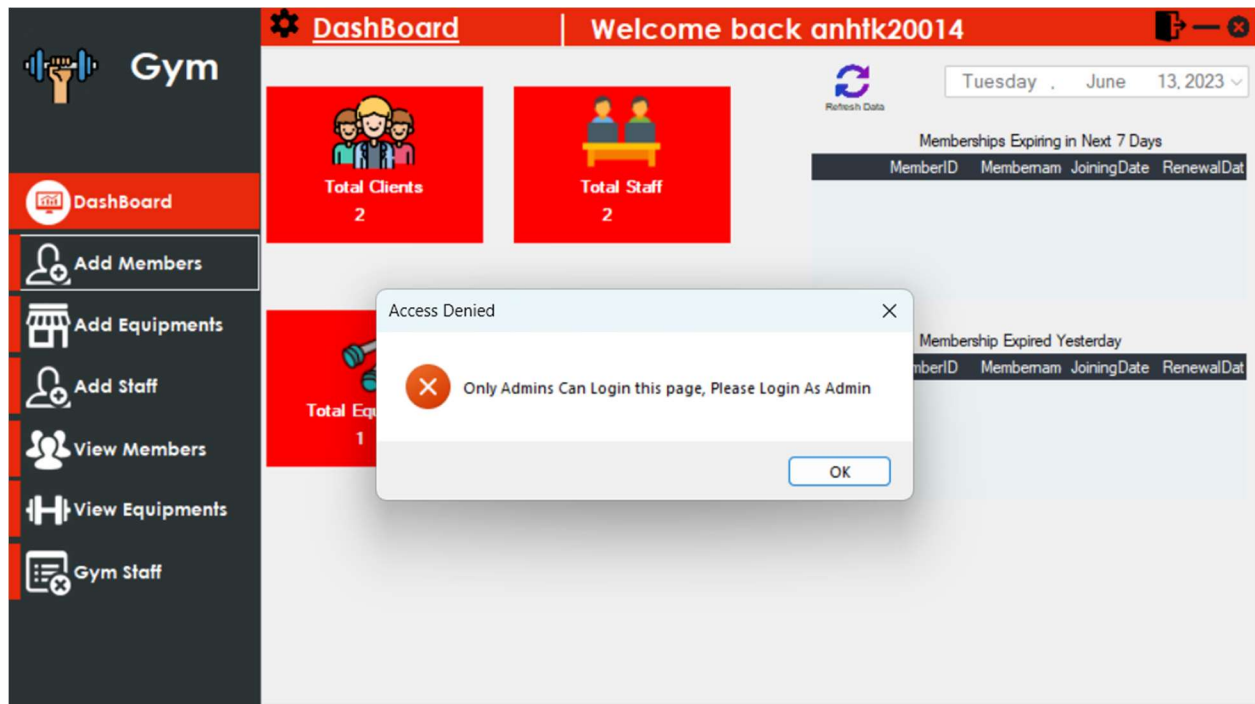 DashBoard | Welcome back anhtk20014
Gym
Refresh Data
Tuesday , June 13, 2023
Total Clients
2
Total Staff
2
Memberships Expiring in Next 7 Days
MemberID Membernam JoiningDate RenewalDat
DashBoard
Add Members
Add Equipments
Add Staff
View Members
View Equipments
Gym Staff
Access Denied
Only Admins Can Login this page, Please Login As Admin
OK
Total Equ
1
Membership Expired Yesterday
mberID Membernam JoiningDate RenewalDat